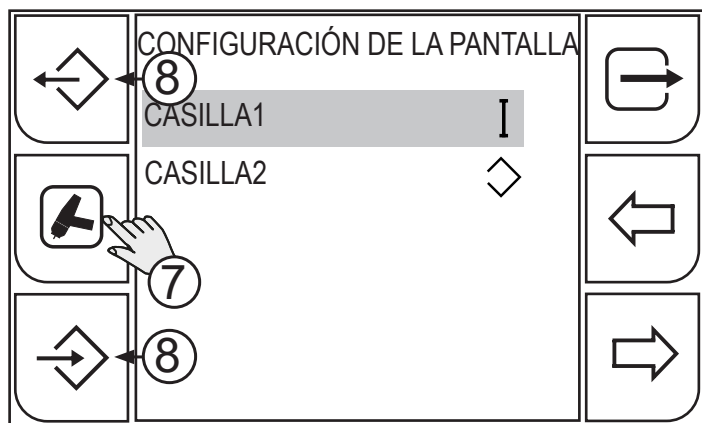 CONFIGURACIÓN DE LA PANTALLA
8
CASILLA1
CASILLA2
7
8